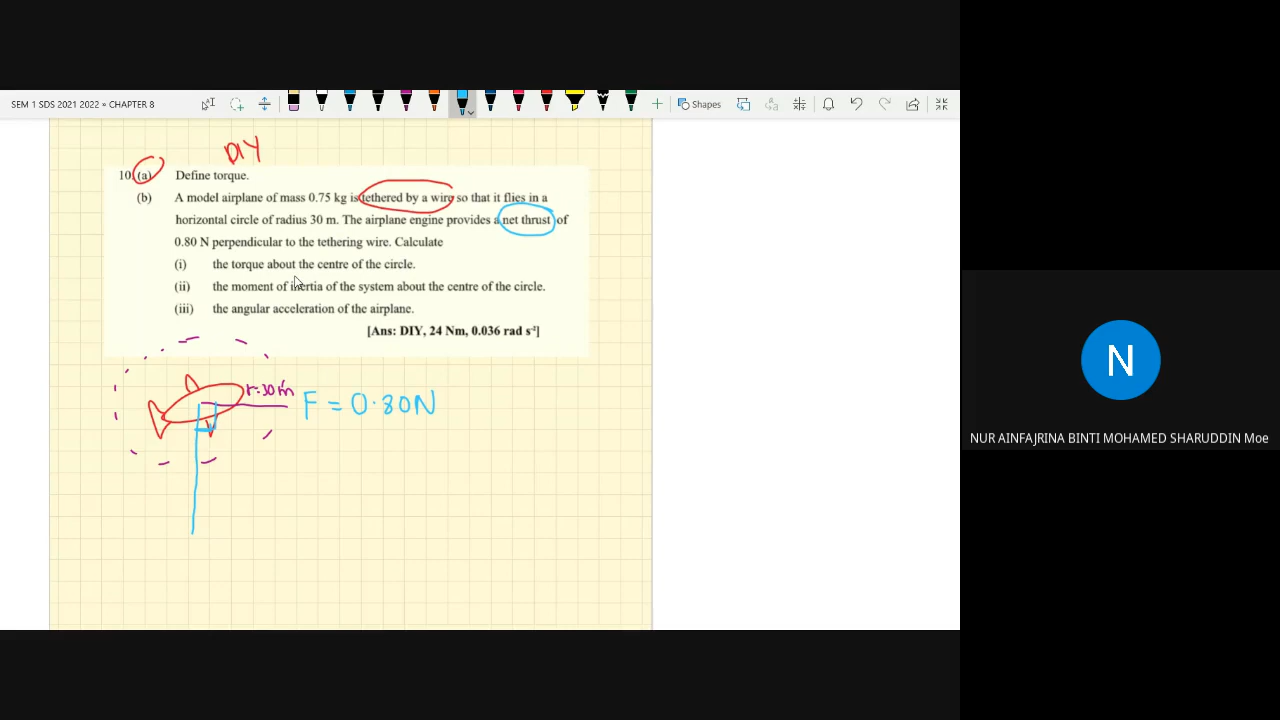 SEM 1 SDS 2021 2022 » CHAPTER 8
Shapes
DIY
10. (a) Define torque.
(b) A model airplane of mass 0.75 kg is tethered by a wire so that it flies in a
horizontal circle of radius 30 m. The airplane engine provides a net thrust of
0.80 N perpendicular to the tethering wire. Calculate
(i) the torque about the centre of the circle.
(ii) the moment of inertia of the system about the centre of the circle.
(iii) the angular acceleration of the airplane.
[Ans: DIY, 24 Nm, 0.036 rad s-2]
r=30m
F = 0.80N
N
NUR AINFAJRINA BINTI MOHAMED SHARUDDIN Moe